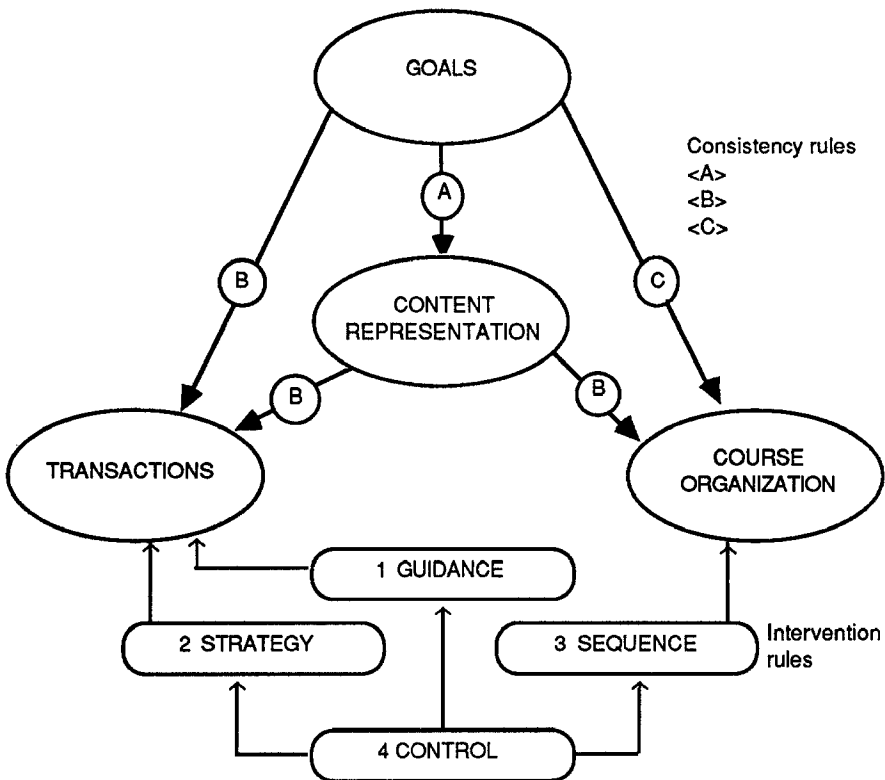 GOALS
Consistency rules
<A>
<B>
<C>
A
B
C
CONTENT
REPRESENTATION
B
B
TRANSACTIONS
COURSE
ORGANIZATION
1 GUIDANCE
2 STRATEGY
3 SEQUENCE
Intervention
rules
4 CONTROL